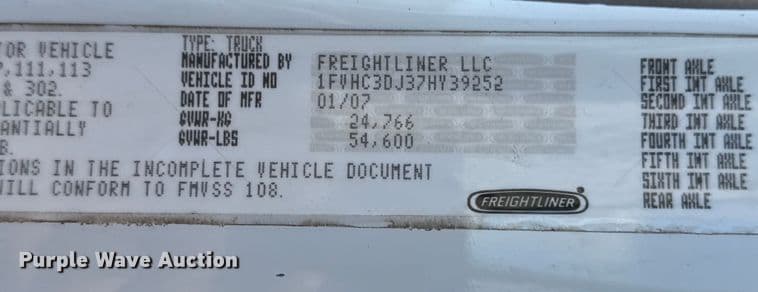 OR VEHICLE
,111,113
& 302.
LICABLE TO
ANTIALLY
B.
TYPE: TRUCK
MANUFACTURED BY FREIGHTLINER LLC
VEHICLE ID NO 1FVHC3DJ37HY39252
DATE OF MFR 01/07
GVWR-KG 24,766
GVWR-LBS 54,600
IONS IN THE INCOMPLETE VEHICLE DOCUMENT
WILL CONFORM TO FMVSS 108.
FREIGHTLINER
FRONT AXLE
FIRST INT AXLE
SECOND INT AXLE
THIRD INT AXLE
FOURTH INT AXLE
FIFTH INT AXLE
SIXTH INT AXLE
REAR AXLE
Purple Wave Auction